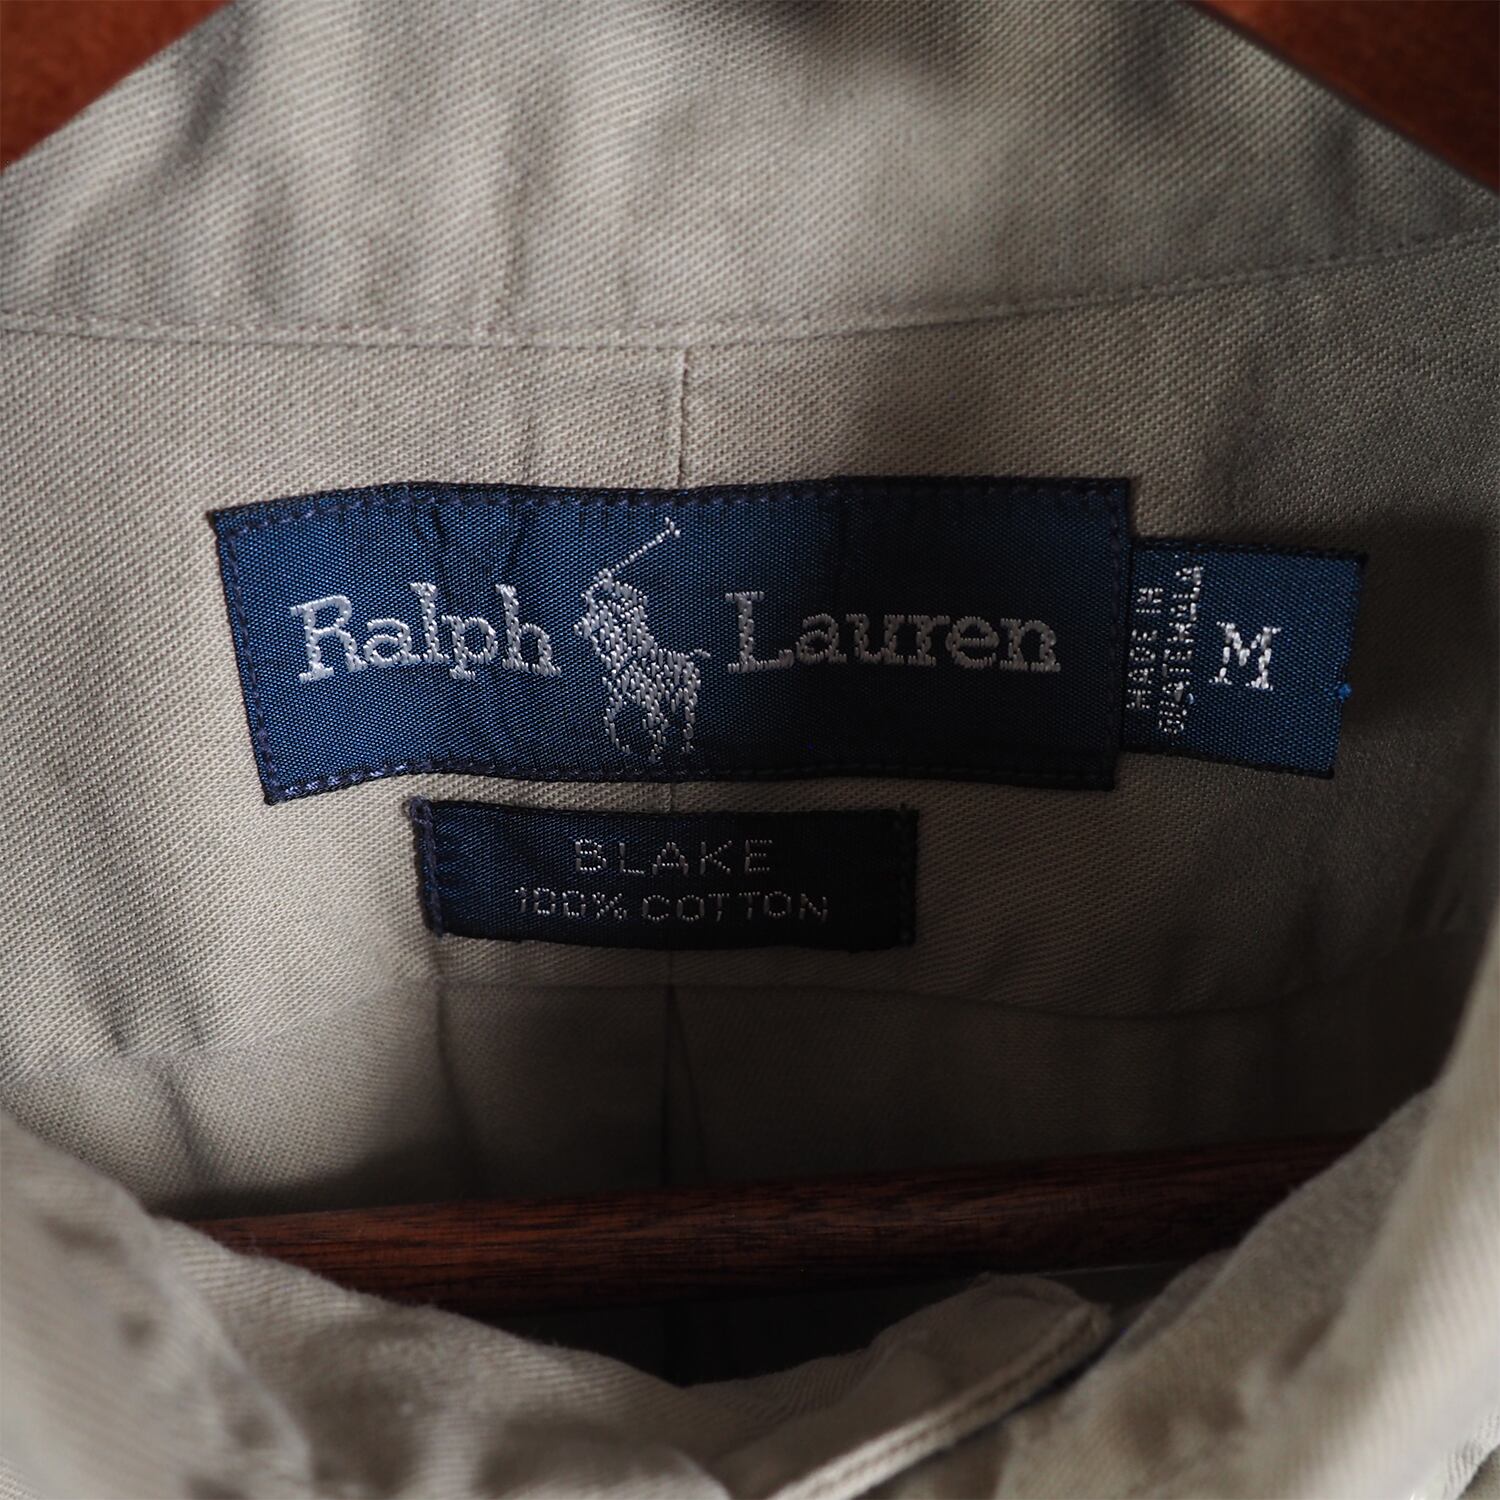 Ralph Lauren
MADE IN
GUATEMALA
M
BLAKE
100% COTTON